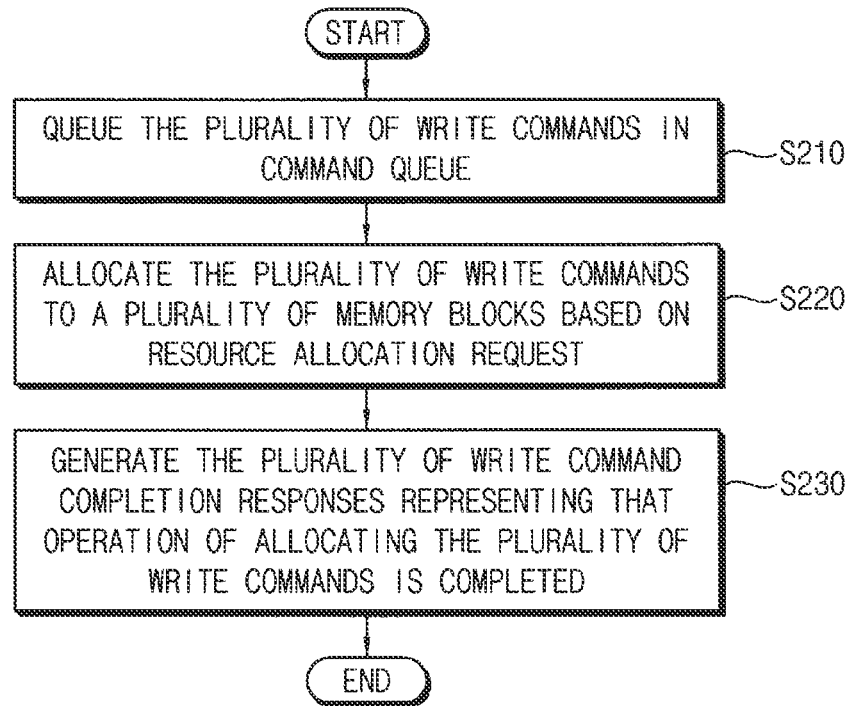 START
QUEUE THE PLURALITY OF WRITE COMMANDS IN
COMMAND QUEUE
S210
ALLOCATE THE PLURALITY OF WRITE COMMANDS
TO A PLURALITY OF MEMORY BLOCKS BASED ON
RESOURCE ALLOCATION REQUEST
S220
GENERATE THE PLURALITY OF WRITE COMMAND
COMPLETION RESPONSES REPRESENTING THAT
OPERATION OF ALLOCATING THE PLURALITY OF
WRITE COMMANDS IS COMPLETED
S230
END